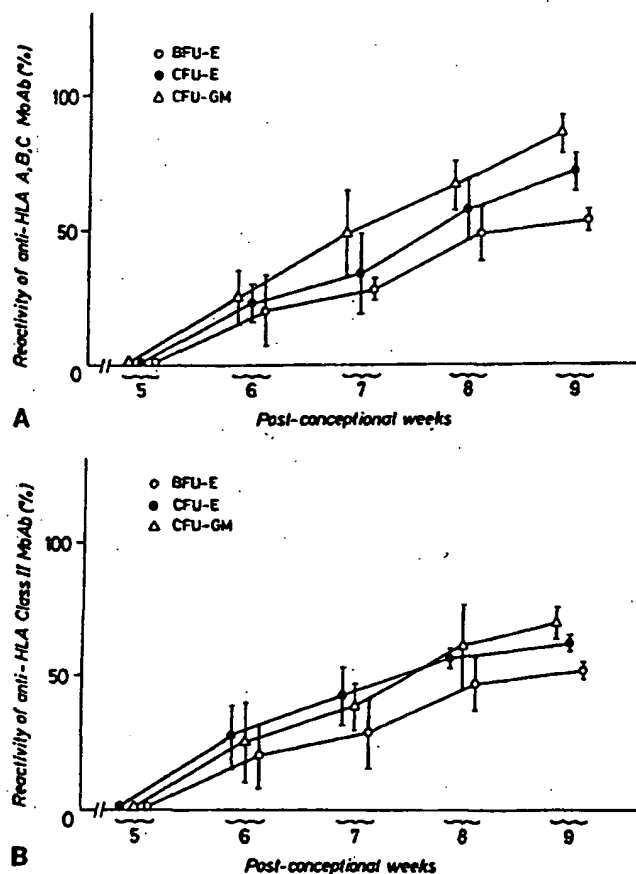 BFU-E
CFU-E
CFU-GM
Reactivity of anti-HLA A,B,C MoAb (%)
100
50
0
5 6 7 8 9
Post-conceptional weeks
A
BFU-E
CFU-E
CFU-GM
Reactivity of anti-HLA Class II MoAb (%)
100
50
0
5 6 7 8 9
Post-conceptional weeks
B